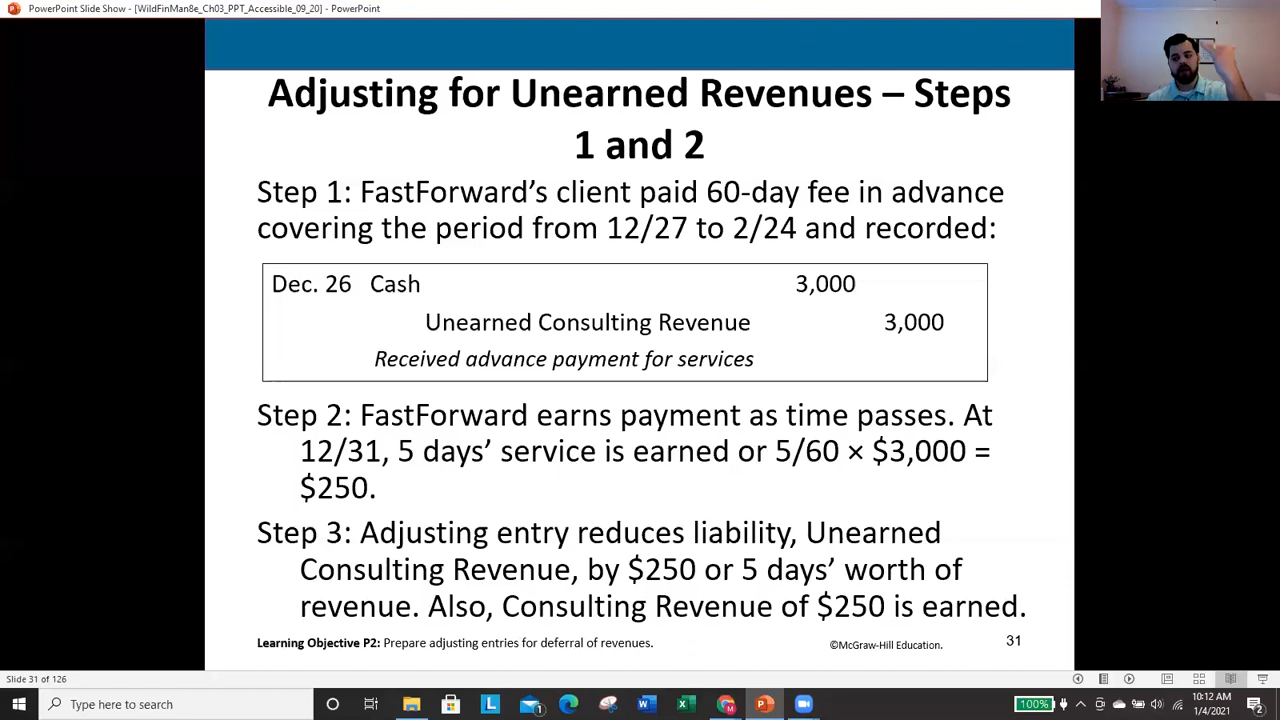 PowerPoint Slide Show - [WildFinMan8e_Ch03_PPT_Accessible_09_20] - PowerPoint
Adjusting for Unearned Revenues – Steps
1 and 2
Step 1: FastForward’s client paid 60-day fee in advance
covering the period from 12/27 to 2/24 and recorded:
Dec. 26 Cash 3,000
Unearned Consulting Revenue 3,000
Received advance payment for services
Step 2: FastForward earns payment as time passes. At
12/31, 5 days’ service is earned or 5/60 × $3,000 =
$250.
Step 3: Adjusting entry reduces liability, Unearned
Consulting Revenue, by $250 or 5 days’ worth of
revenue. Also, Consulting Revenue of $250 is earned.
Learning Objective P2: Prepare adjusting entries for deferral of revenues.
©McGraw-Hill Education.
31
Slide 31 of 126
Type here to search
100%
10:12 AM
1/4/2021